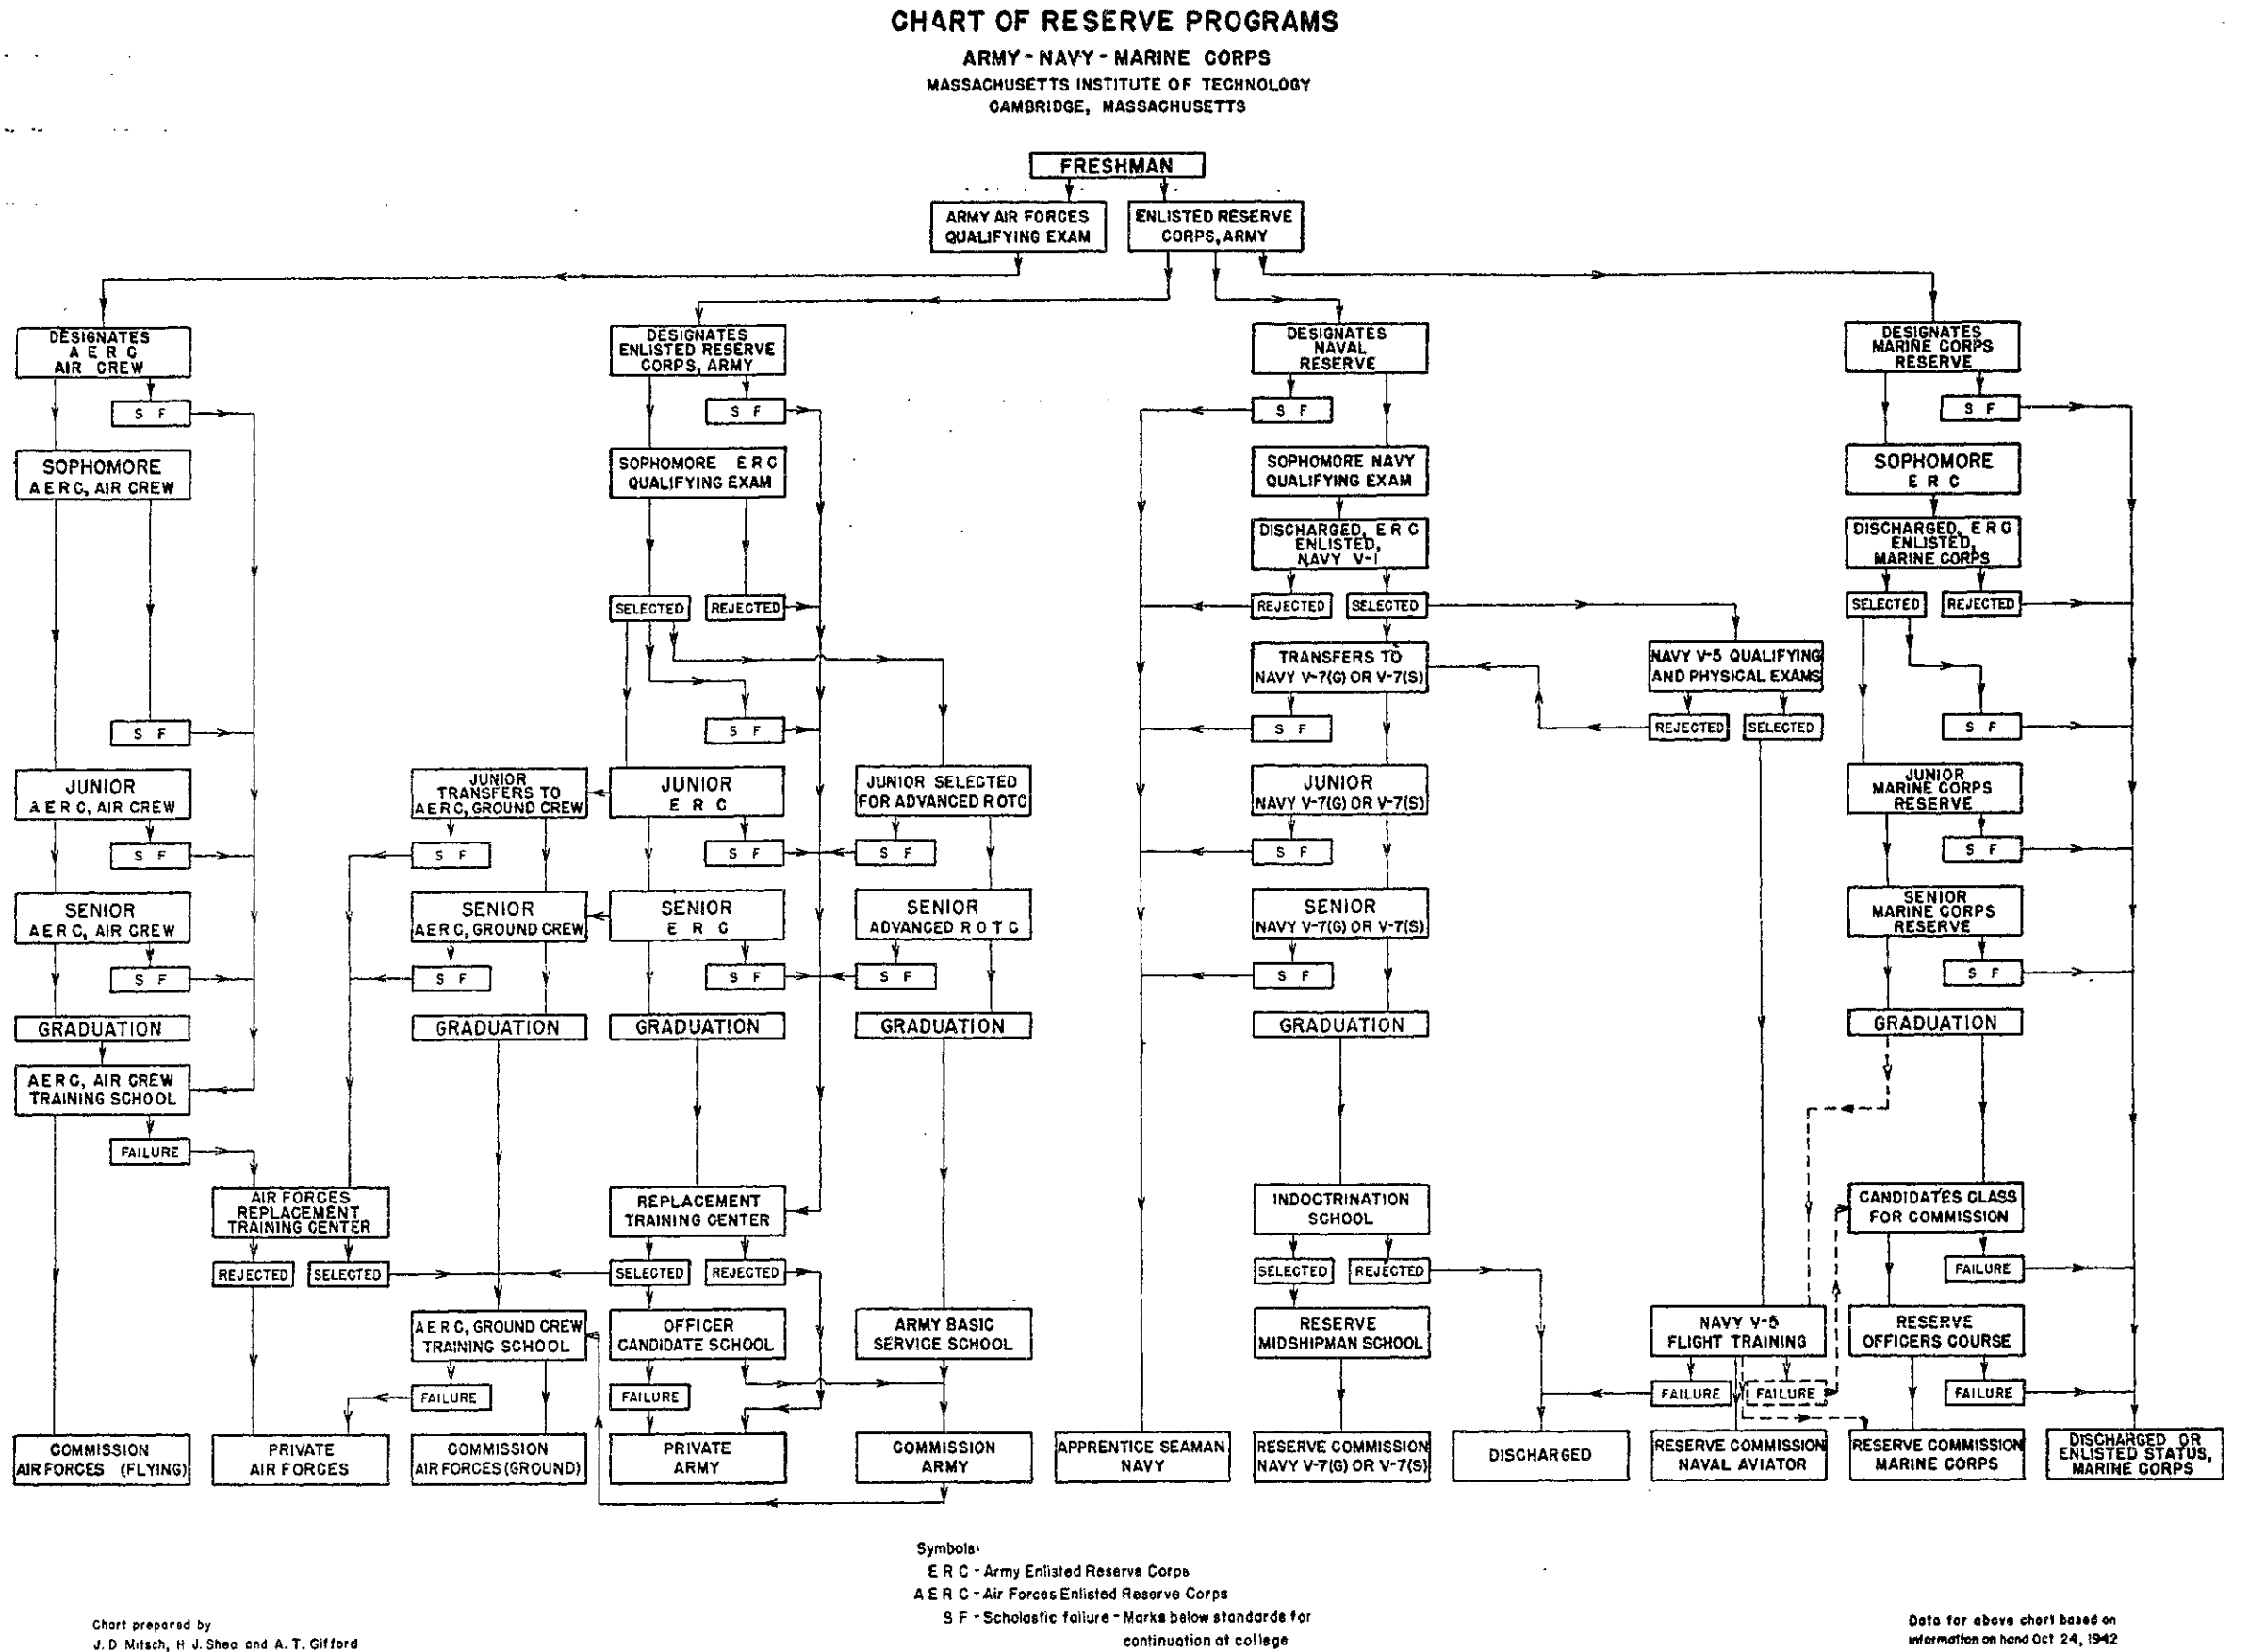 CHART OF RESERVE PROGRAMS
ARMY - NAVY - MARINE CORPS
MASSACHUSETTS INSTITUTE OF TECHNOLOGY
CAMBRIDGE, MASSACHUSETTS
FRESHMAN
ARMY AIR FORCES
QUALIFYING EXAM
ENLISTED RESERVE
CORPS, ARMY
DESIGNATES
A E R C
AIR CREW
S F
SOPHOMORE
A E R C, AIR CREW
S F
JUNIOR
A E R C, AIR CREW
S F
SENIOR
A E R C, AIR CREW
S F
GRADUATION
A E R C, AIR CREW
TRAINING SCHOOL
FAILURE
AIR FORCES
REPLACEMENT
TRAINING CENTER
REJECTED
SELECTED
COMMISSION
AIR FORCES (FLYING)
PRIVATE
AIR FORCES
JUNIOR
TRANSFERS TO
A E R C, GROUND CREW
S F
SENIOR
A E R C, GROUND CREW
S F
GRADUATION
A E R C, GROUND CREW
TRAINING SCHOOL
FAILURE
COMMISSION
AIR FORCES (GROUND)
DESIGNATES
ENLISTED RESERVE
CORPS, ARMY
S F
SOPHOMORE E R C
QUALIFYING EXAM
SELECTED
REJECTED
S F
JUNIOR
E R C
S F
SENIOR
E R C
S F
GRADUATION
REPLACEMENT
TRAINING CENTER
SELECTED
REJECTED
OFFICER
CANDIDATE SCHOOL
FAILURE
PRIVATE
ARMY
JUNIOR SELECTED
FOR ADVANCED ROTC
S F
SENIOR
ADVANCED R O T C
S F
GRADUATION
ARMY BASIC
SERVICE SCHOOL
COMMISSION
ARMY
DESIGNATES
NAVAL
RESERVE
S F
SOPHOMORE NAVY
QUALIFYING EXAM
DISCHARGED, E R C
ENLISTED,
NAVY V-1
REJECTED
SELECTED
TRANSFERS TO
NAVY V-7(G) OR V-7(S)
S F
JUNIOR
NAVY V-7(G) OR V-7(S)
S F
SENIOR
NAVY V-7(G) OR V-7(S)
S F
GRADUATION
INDOCTRINATION
SCHOOL
SELECTED
REJECTED
RESERVE
MIDSHIPMAN SCHOOL
APPRENTICE SEAMAN
NAVY
RESERVE COMMISSION
NAVY V-7(G) OR V-7(S)
DISCHARGED
NAVY V-5 QUALIFYING
AND PHYSICAL EXAMS
REJECTED
SELECTED
NAVY V-5
FLIGHT TRAINING
FAILURE
FAILURE
RESERVE COMMISSION
NAVAL AVIATOR
DESIGNATES
MARINE CORPS
RESERVE
S F
SOPHOMORE
E R C
DISCHARGED, E R C
ENLISTED,
MARINE CORPS
SELECTED
REJECTED
S F
JUNIOR
MARINE CORPS
RESERVE
S F
SENIOR
MARINE CORPS
RESERVE
S F
GRADUATION
CANDIDATES CLASS
FOR COMMISSION
FAILURE
RESERVE
OFFICERS COURSE
FAILURE
RESERVE COMMISSION
MARINE CORPS
DISCHARGED OR
ENLISTED STATUS,
MARINE CORPS
Symbols:
E R C - Army Enlisted Reserve Corps
A E R C - Air Forces Enlisted Reserve Corps
S F - Scholastic failure - Marks below standards for
continuation at college
Chart prepared by
J. D Mitsch, H J. Shea and A. T. Gifford
Data for above chart based on
information on hand Oct 24, 1942